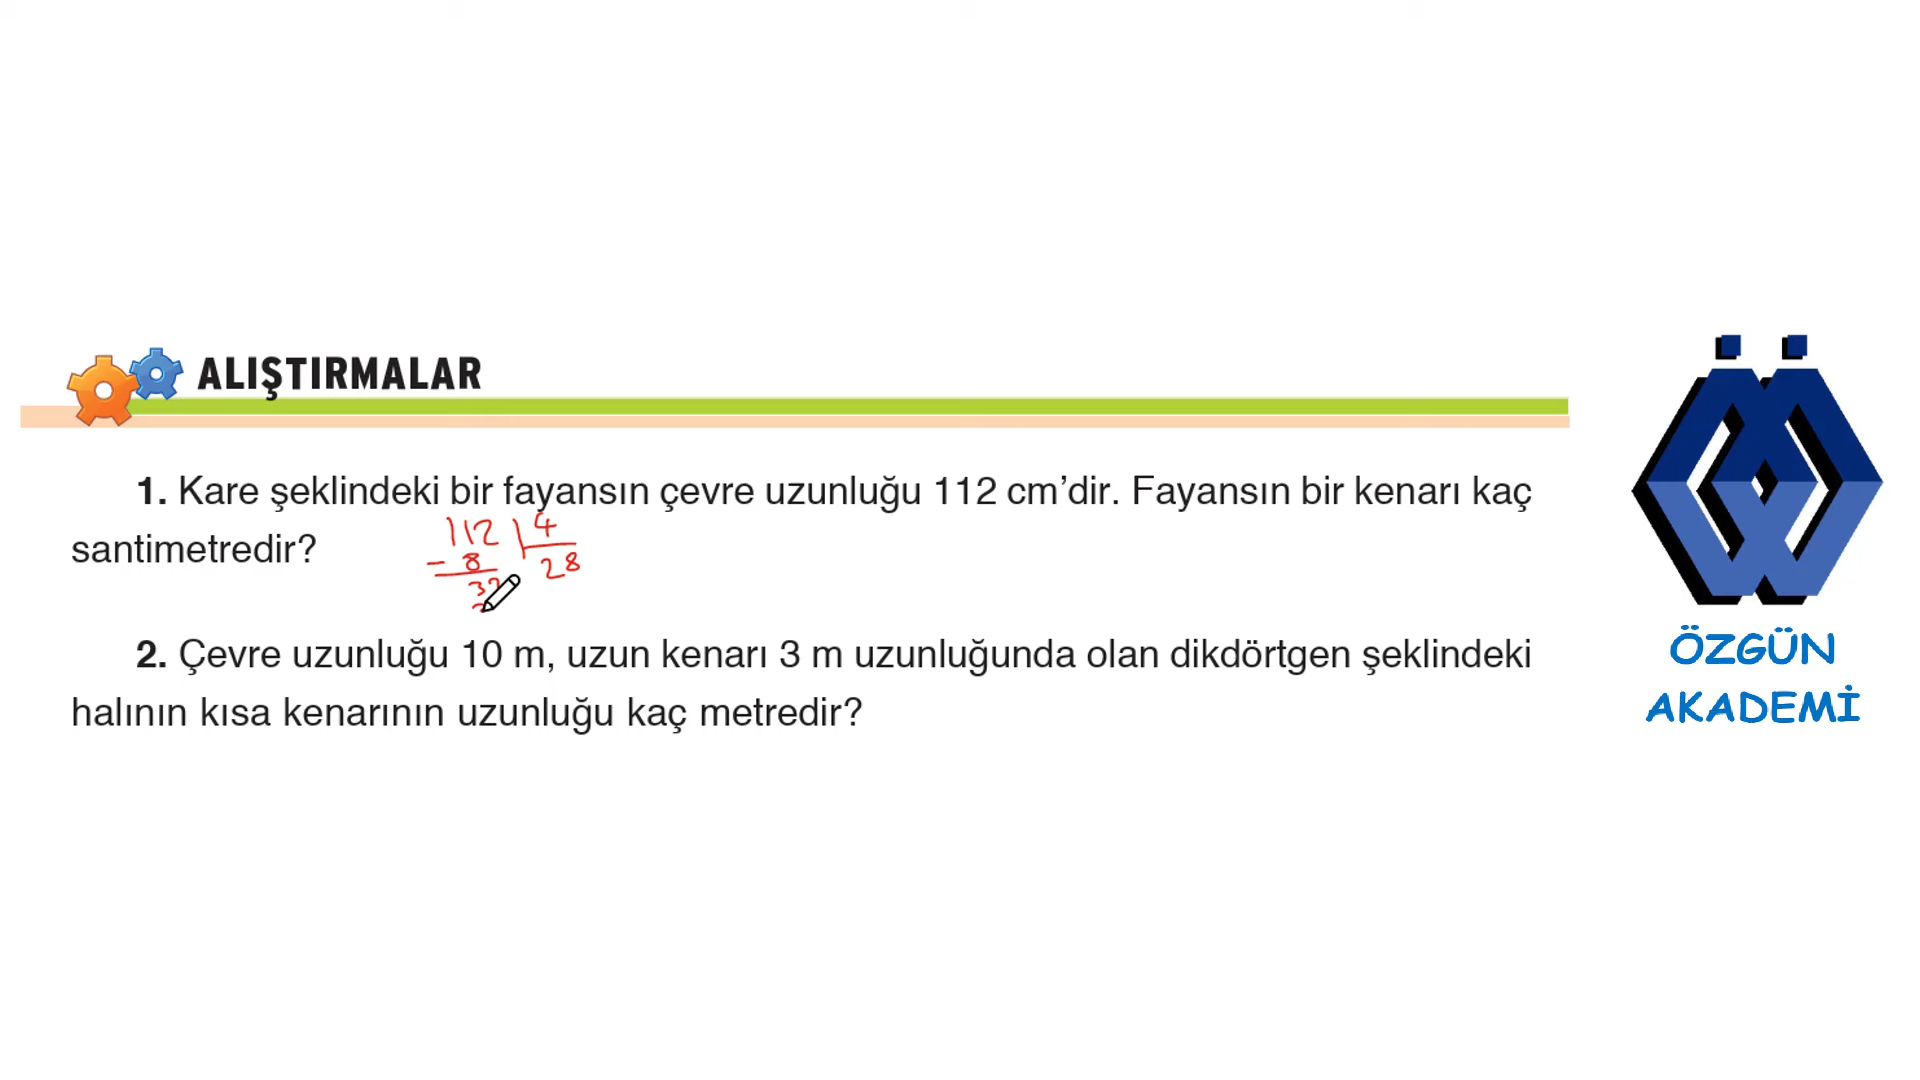 ALIŞTIRMALAR
1. Kare şeklindeki bir fayansın çevre uzunluğu 112 cm’dir. Fayansın bir kenarı kaç
santimetredir?
112 4
- 8 28
32
2. Çevre uzunluğu 10 m, uzun kenarı 3 m uzunluğunda olan dikdörtgen şeklindeki
halının kısa kenarının uzunluğu kaç metredir?
ÖZGÜN
AKADEMİ